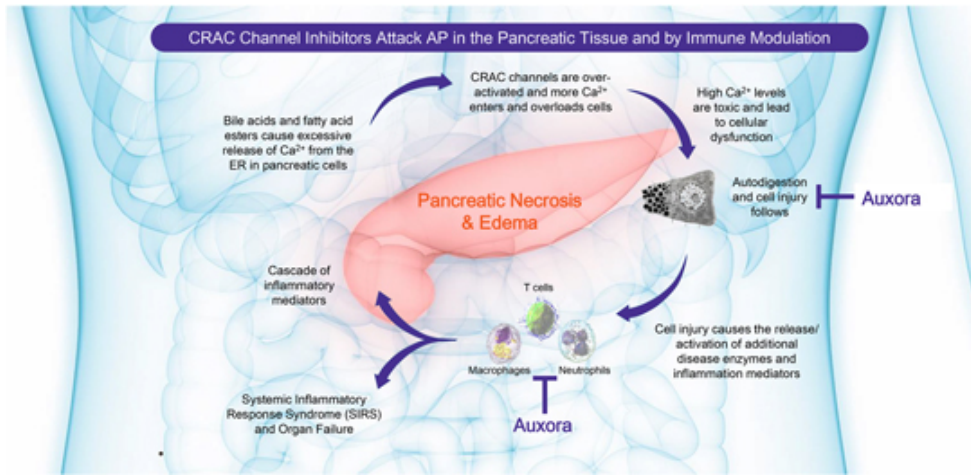 CRAC Channel Inhibitors Attack AP in the Pancreatic Tissue and by Immune Modulation
Bile acids and fatty acid
esters cause excessive
release of Ca²⁺ from the
ER in pancreatic cells
CRAC channels are over-
activated and more Ca²⁺
enters and overloads cells
High Ca²⁺ levels
are toxic and lead
to cellular
dysfunction
Autodigestion
and cell injury
follows
Auxora
Pancreatic Necrosis
& Edema
Cell injury causes the release/
activation of additional
disease enzymes and
inflammation mediators
T cells
Macrophages
Neutrophils
Auxora
Cascade of
inflammatory
mediators
Systemic Inflammatory
Response Syndrome (SIRS)
and Organ Failure